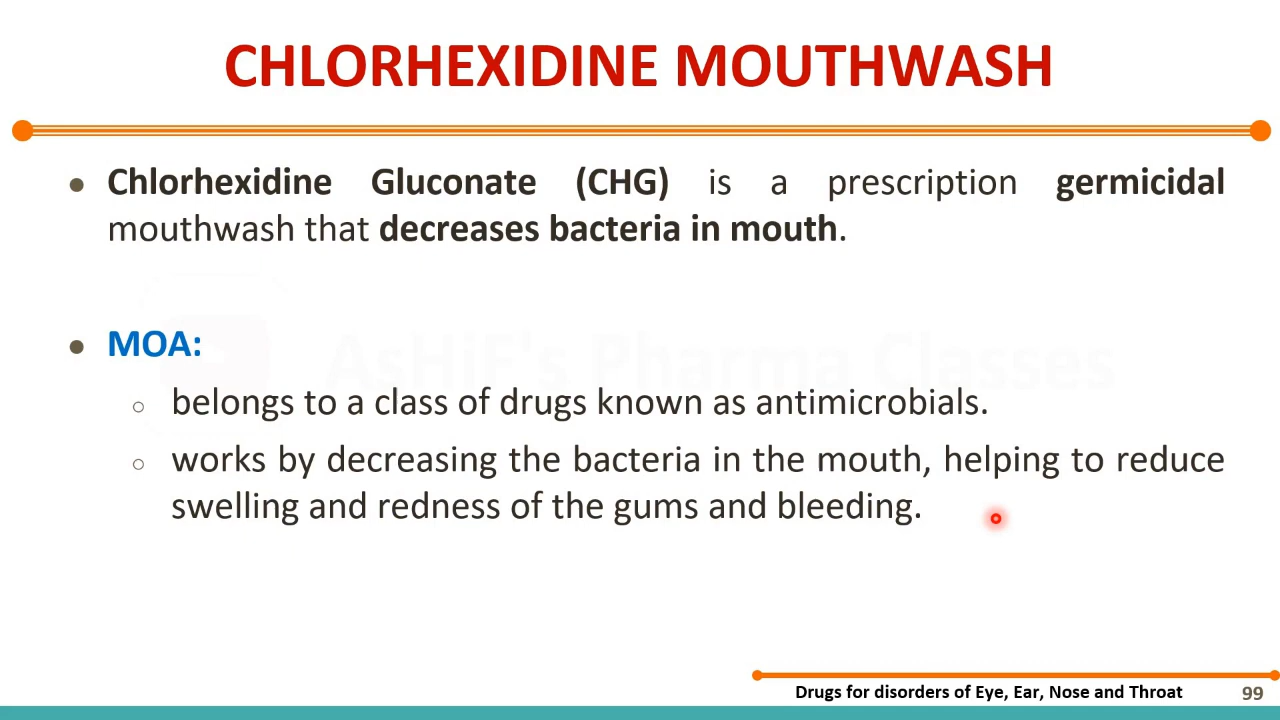 CHLORHEXIDINE MOUTHWASH
● Chlorhexidine Gluconate (CHG) is a prescription germicidal
mouthwash that decreases bacteria in mouth.
● MOA:
AsHiF's Pharma Classes
○ belongs to a class of drugs known as antimicrobials.
○ works by decreasing the bacteria in the mouth, helping to reduce
swelling and redness of the gums and bleeding.
Drugs for disorders of Eye, Ear, Nose and Throat 99